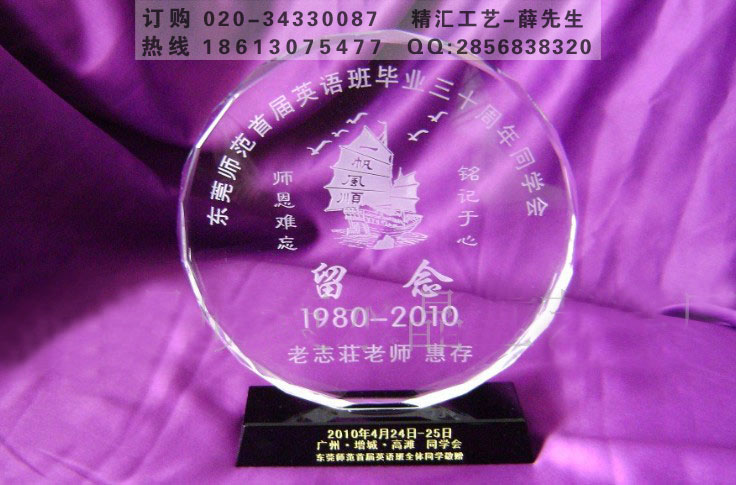 订购 020-34330087 精汇工艺-薛先生
热线 18613075477 QQ:2856838320
东莞师范首届英语班毕业三十周年同学会
一帆風順
师恩难忘
铭记于心
留念
1980-2010
老志莊老师 惠存
2010年4月24日-25日
广州·增城·高滩 同学会
东莞师范首届英语班全体同学敬赠